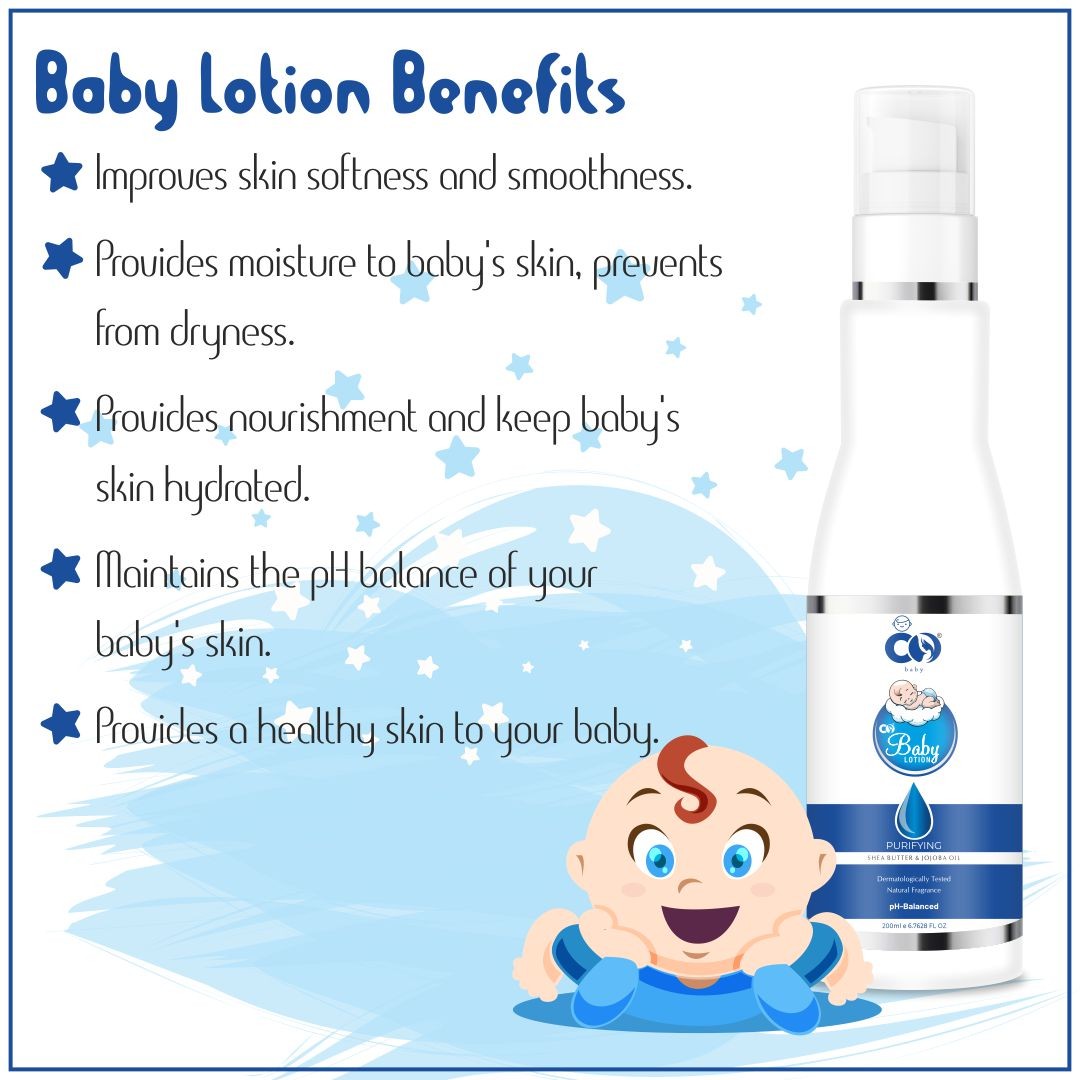 Baby Lotion Benefits
Improves skin softness and smoothness.
Provides moisture to baby's skin, prevents
from dryness.
Provides nourishment and keep baby's
skin hydrated.
Maintains the pH balance of your
baby's skin.
Provides a healthy skin to your baby.
CO®
baby
CO
Baby
LOTION
PURIFYING
SHEA BUTTER & JOJOBA OIL
Dermatologically Tested
Natural Fragrance
pH-Balanced
200ml e 6.7628 FL OZ